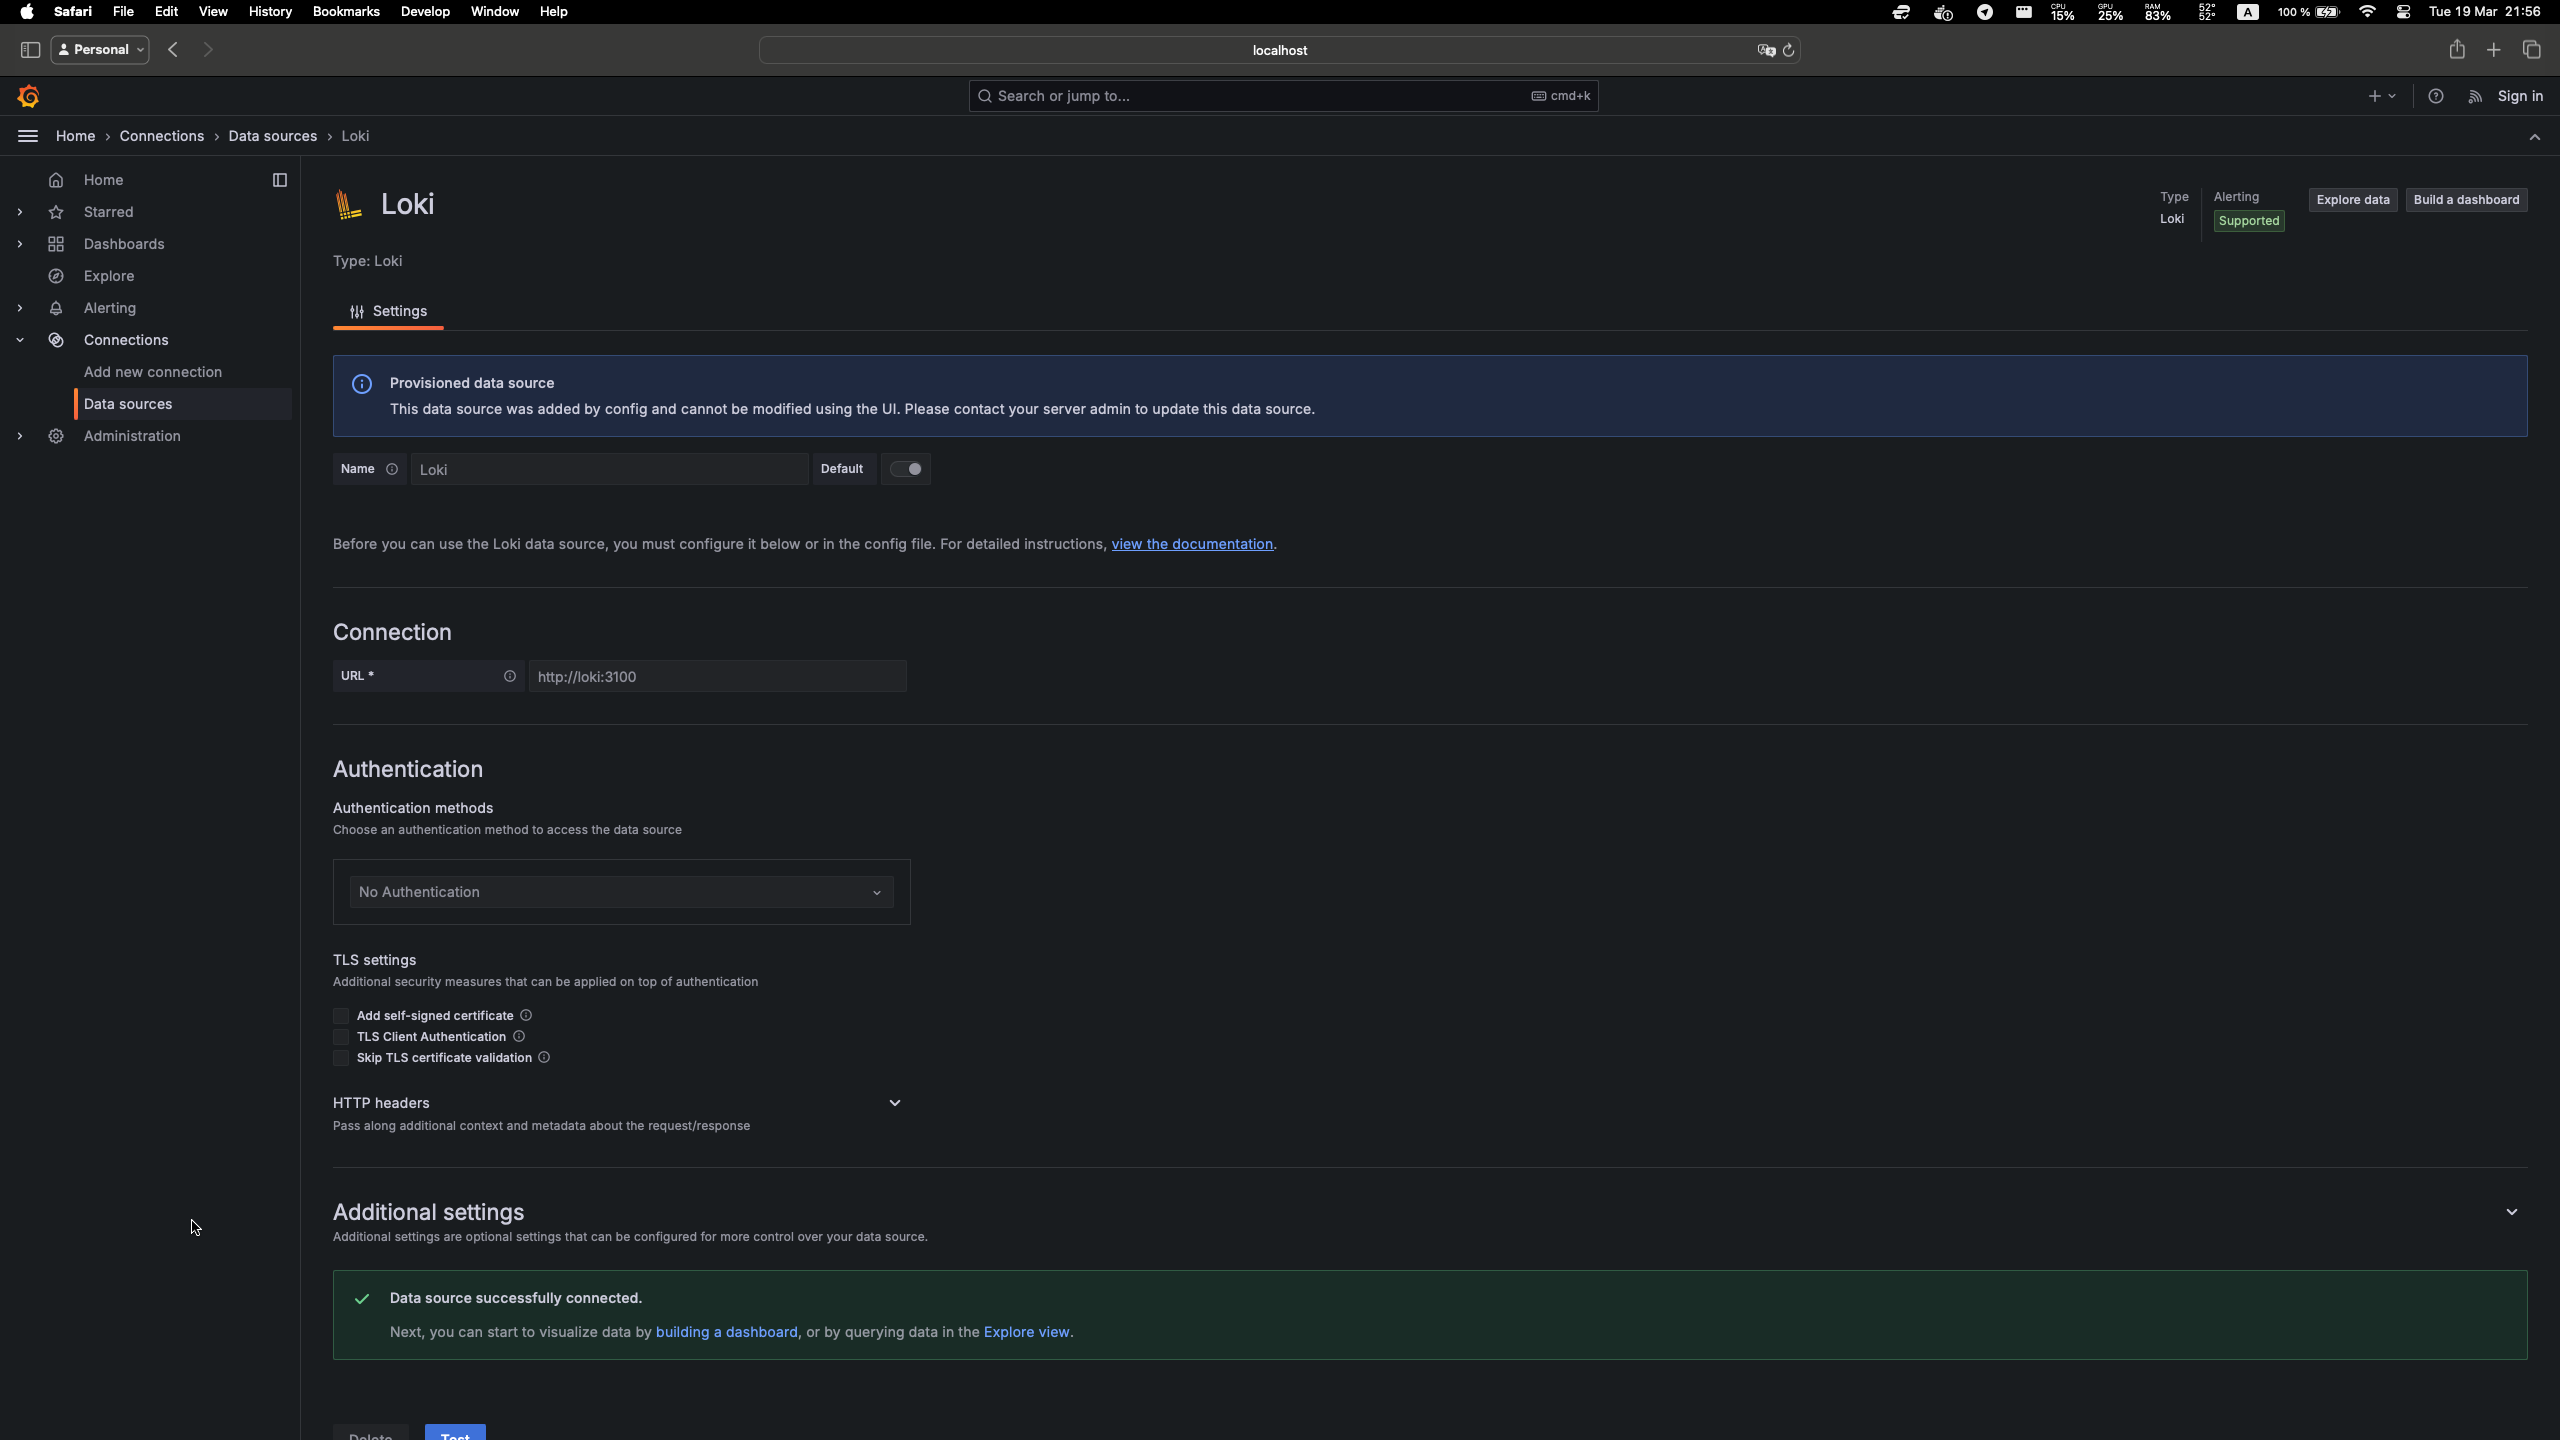 Safari File Edit View History Bookmarks Develop Window Help CPU 15% GPU 25% RAM 83% 52° 52° A 100 % Tue 19 Mar 21:56
Personal localhost
Search or jump to... cmd+k Sign in
Home › Connections › Data sources › Loki
Home
Starred
Dashboards
Explore
Alerting
Connections
Add new connection
Data sources
Administration
Loki
Type Alerting Explore data Build a dashboard
Loki Supported
Type: Loki
Settings
Provisioned data source
This data source was added by config and cannot be modified using the UI. Please contact your server admin to update this data source.
Name Loki Default
Before you can use the Loki data source, you must configure it below or in the config file. For detailed instructions, view the documentation.
Connection
URL * http://loki:3100
Authentication
Authentication methods
Choose an authentication method to access the data source
No Authentication
TLS settings
Additional security measures that can be applied on top of authentication
Add self-signed certificate
TLS Client Authentication
Skip TLS certificate validation
HTTP headers
Pass along additional context and metadata about the request/response
Additional settings
Additional settings are optional settings that can be configured for more control over your data source.
Data source successfully connected.
Next, you can start to visualize data by building a dashboard, or by querying data in the Explore view.
Delete Test